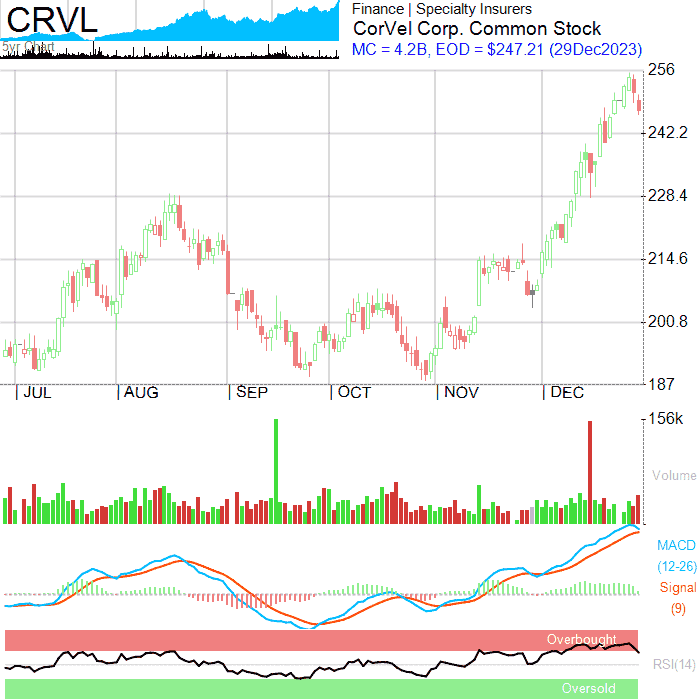 CRVL
5yr Chart
Finance | Specialty Insurers
CorVel Corp. Common Stock
MC = 4.2B, EOD = $247.21 (29Dec2023)
256
242.2
228.4
214.6
200.8
187
JUL AUG SEP OCT NOV DEC
156k
Volume
MACD
(12-26)
Signal
(9)
Overbought
RSI(14)
Oversold